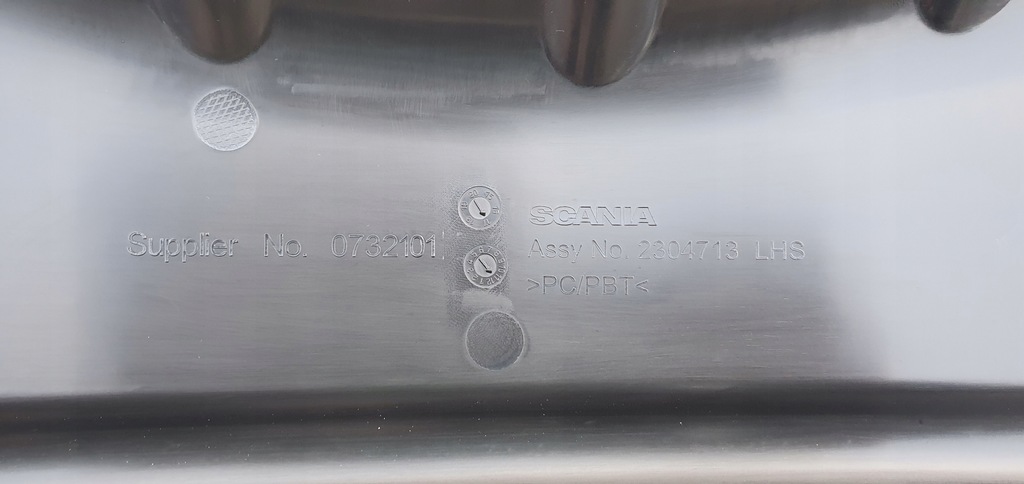 Supplier No. 0732101
SCANIA
Assy No. 2304713 LHS
>PC/PBT<